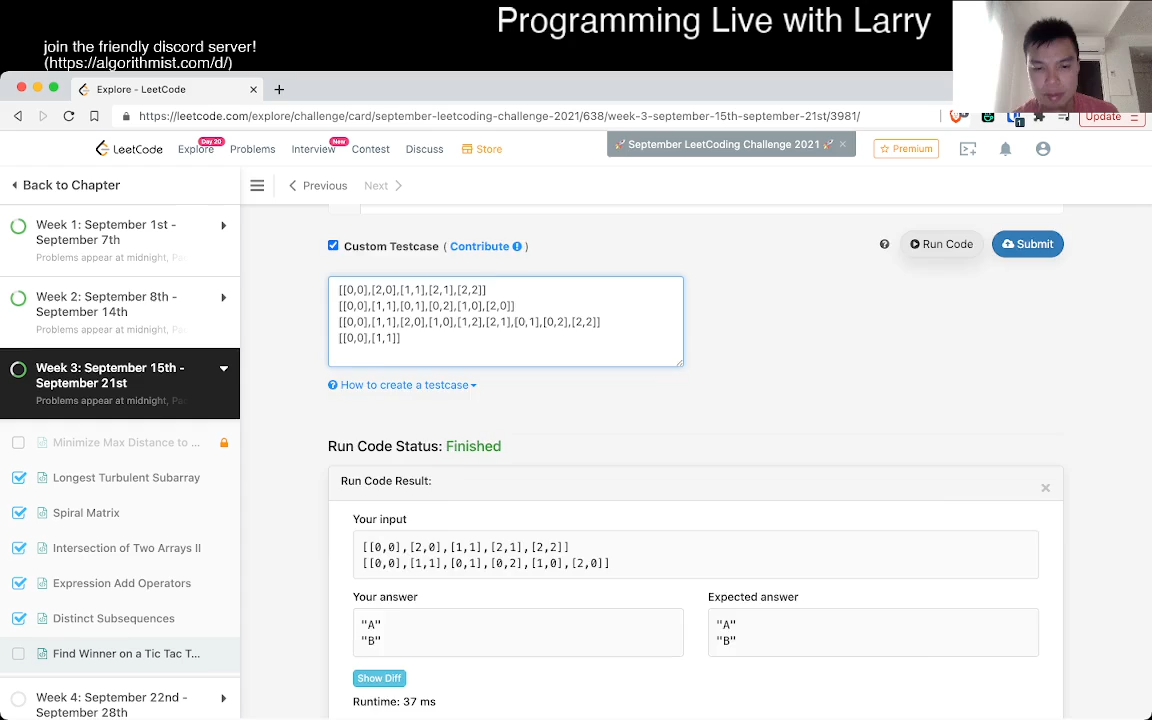 Programming Live with Larry
join the friendly discord server!
(https://algorithmist.com/d/)
Explore - LeetCode
https://leetcode.com/explore/challenge/card/september-leetcoding-challenge-2021/638/week-3-september-15th-september-21st/3981/
1
Update
LeetCode
Explore
Day 20
Problems
Interview
New
Contest
Discuss
Store
September LeetCoding Challenge 2021
Premium
Back to Chapter
Previous
Next
Week 1: September 1st -
September 7th
Problems appear at midnight,
Week 2: September 8th -
September 14th
Problems appear at midnight,
Week 3: September 15th -
September 21st
Problems appear at midnight,
Minimize Max Distance to ...
Longest Turbulent Subarray
Spiral Matrix
Intersection of Two Arrays II
Expression Add Operators
Distinct Subsequences
Find Winner on a Tic Tac T...
Week 4: September 22nd -
September 28th
Custom Testcase ( Contribute )
Run Code
Submit
[[0,0],[2,0],[1,1],[2,1],[2,2]]
[[0,0],[1,1],[0,1],[0,2],[1,0],[2,0]]
[[0,0],[1,1],[2,0],[1,0],[1,2],[2,1],[0,1],[0,2],[2,2]]
[[0,0],[1,1]]
How to create a testcase
Run Code Status: Finished
Run Code Result:
Your input
[[0,0],[2,0],[1,1],[2,1],[2,2]]
[[0,0],[1,1],[0,1],[0,2],[1,0],[2,0]]
Your answer
"A"
"B"
Expected answer
"A"
"B"
Show Diff
Runtime: 37 ms